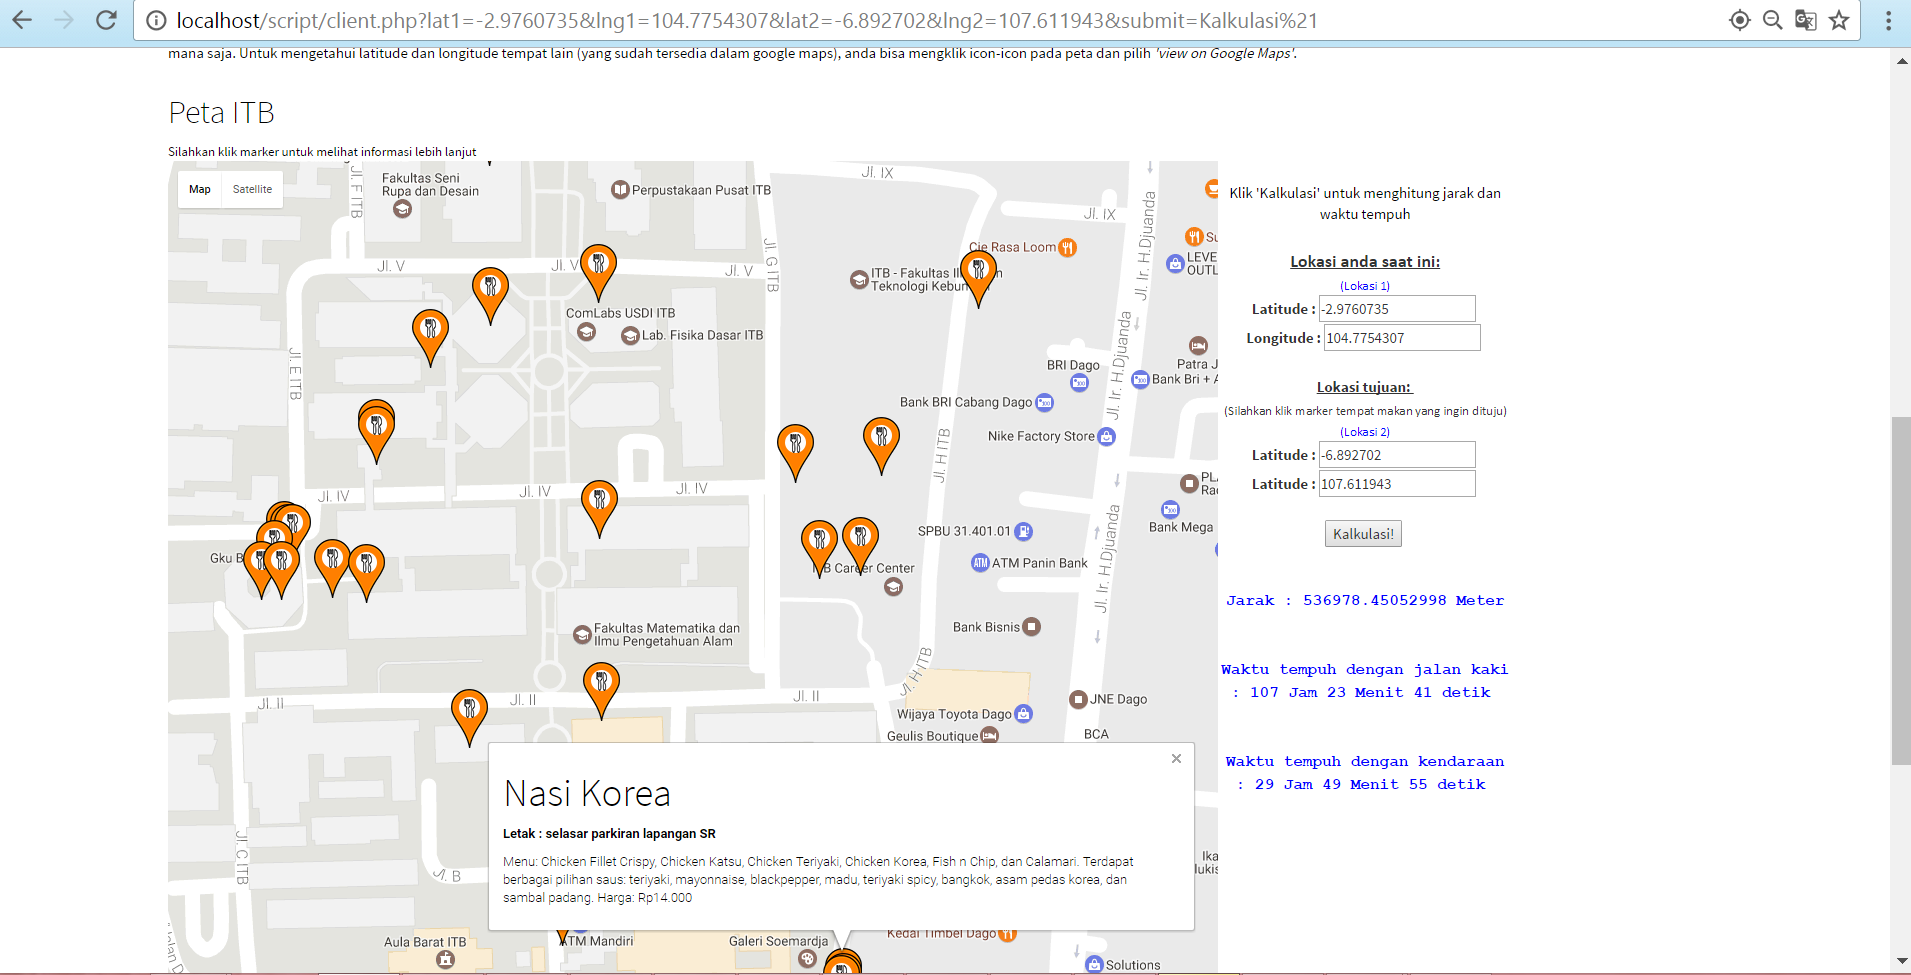 localhost/script/client.php?lat1=-2.9760735&lng1=104.7754307&lat2=-6.892702&lng2=107.611943&submit=Kalkulasi%21
mana saja. Untuk mengetahui latitude dan longitude tempat lain (yang sudah tersedia dalam google maps), anda bisa mengklik icon-icon pada peta dan pilih 'view on Google Maps'.
Peta ITB
Silahkan klik marker untuk melihat informasi lebih lanjut
Map
Satellite
Jl. F ITB
Fakultas Seni
Rupa dan Desain
Perpustakaan Pusat ITB
Jl. IX
Jl. IX
Jl. Ir. H.Djuanda
Jl. V
Jl. V
Jl. V
Jl. G ITB
Cie Rasa Loom
Su
LEVE
OUTL
ITB - Fakultas
Teknologi
ComLabs USDI ITB
Lab. Fisika Dasar ITB
Jl. E ITB
BRI Dago
Patra J
Bank Bri + A
Jl. Ir. H.Djuanda
Bank BRI Cabang Dago
Nike Factory Store
Jl. H ITB
Jl. IV
Jl. IV
Jl. IV
Rac
SPBU 31.401.01
Bank Mega
Gku B
ITB Career Center
ATM
ATM Panin Bank
Jl. Ir. H.Djuanda
Fakultas Matematika dan
Ilmu Pengetahuan Alam
Bank Bisnis
Jl. H ITB
Jl. II
Jl. II
Jl. II
JNE Dago
Wijaya Toyota Dago
Geulis Boutique
BCA
Nasi Korea
Letak : selasar parkiran lapangan SR
Menu: Chicken Fillet Crispy, Chicken Katsu, Chicken Teriyaki, Chicken Korea, Fish n Chip, dan Calamari. Terdapat
berbagai pilihan saus: teriyaki, mayonnaise, blackpepper, madu, teriyaki spicy, bangkok, asam pedas korea, dan
sambal padang. Harga: Rp14.000
Jl. C ITB
Jl. B
Ika
lukis
Aula Barat ITB
ATM Mandiri
Galeri Soemardja
Kedai Timbel Dago
Solutions
Klik 'Kalkulasi' untuk menghitung jarak dan
waktu tempuh
Lokasi anda saat ini:
(Lokasi 1)
Latitude : -2.9760735
Longitude : 104.7754307
Lokasi tujuan:
(Silahkan klik marker tempat makan yang ingin dituju)
(Lokasi 2)
Latitude : -6.892702
Latitude : 107.611943
Kalkulasi!
Jarak : 536978.45052998 Meter
Waktu tempuh dengan jalan kaki
: 107 Jam 23 Menit 41 detik
Waktu tempuh dengan kendaraan
: 29 Jam 49 Menit 55 detik